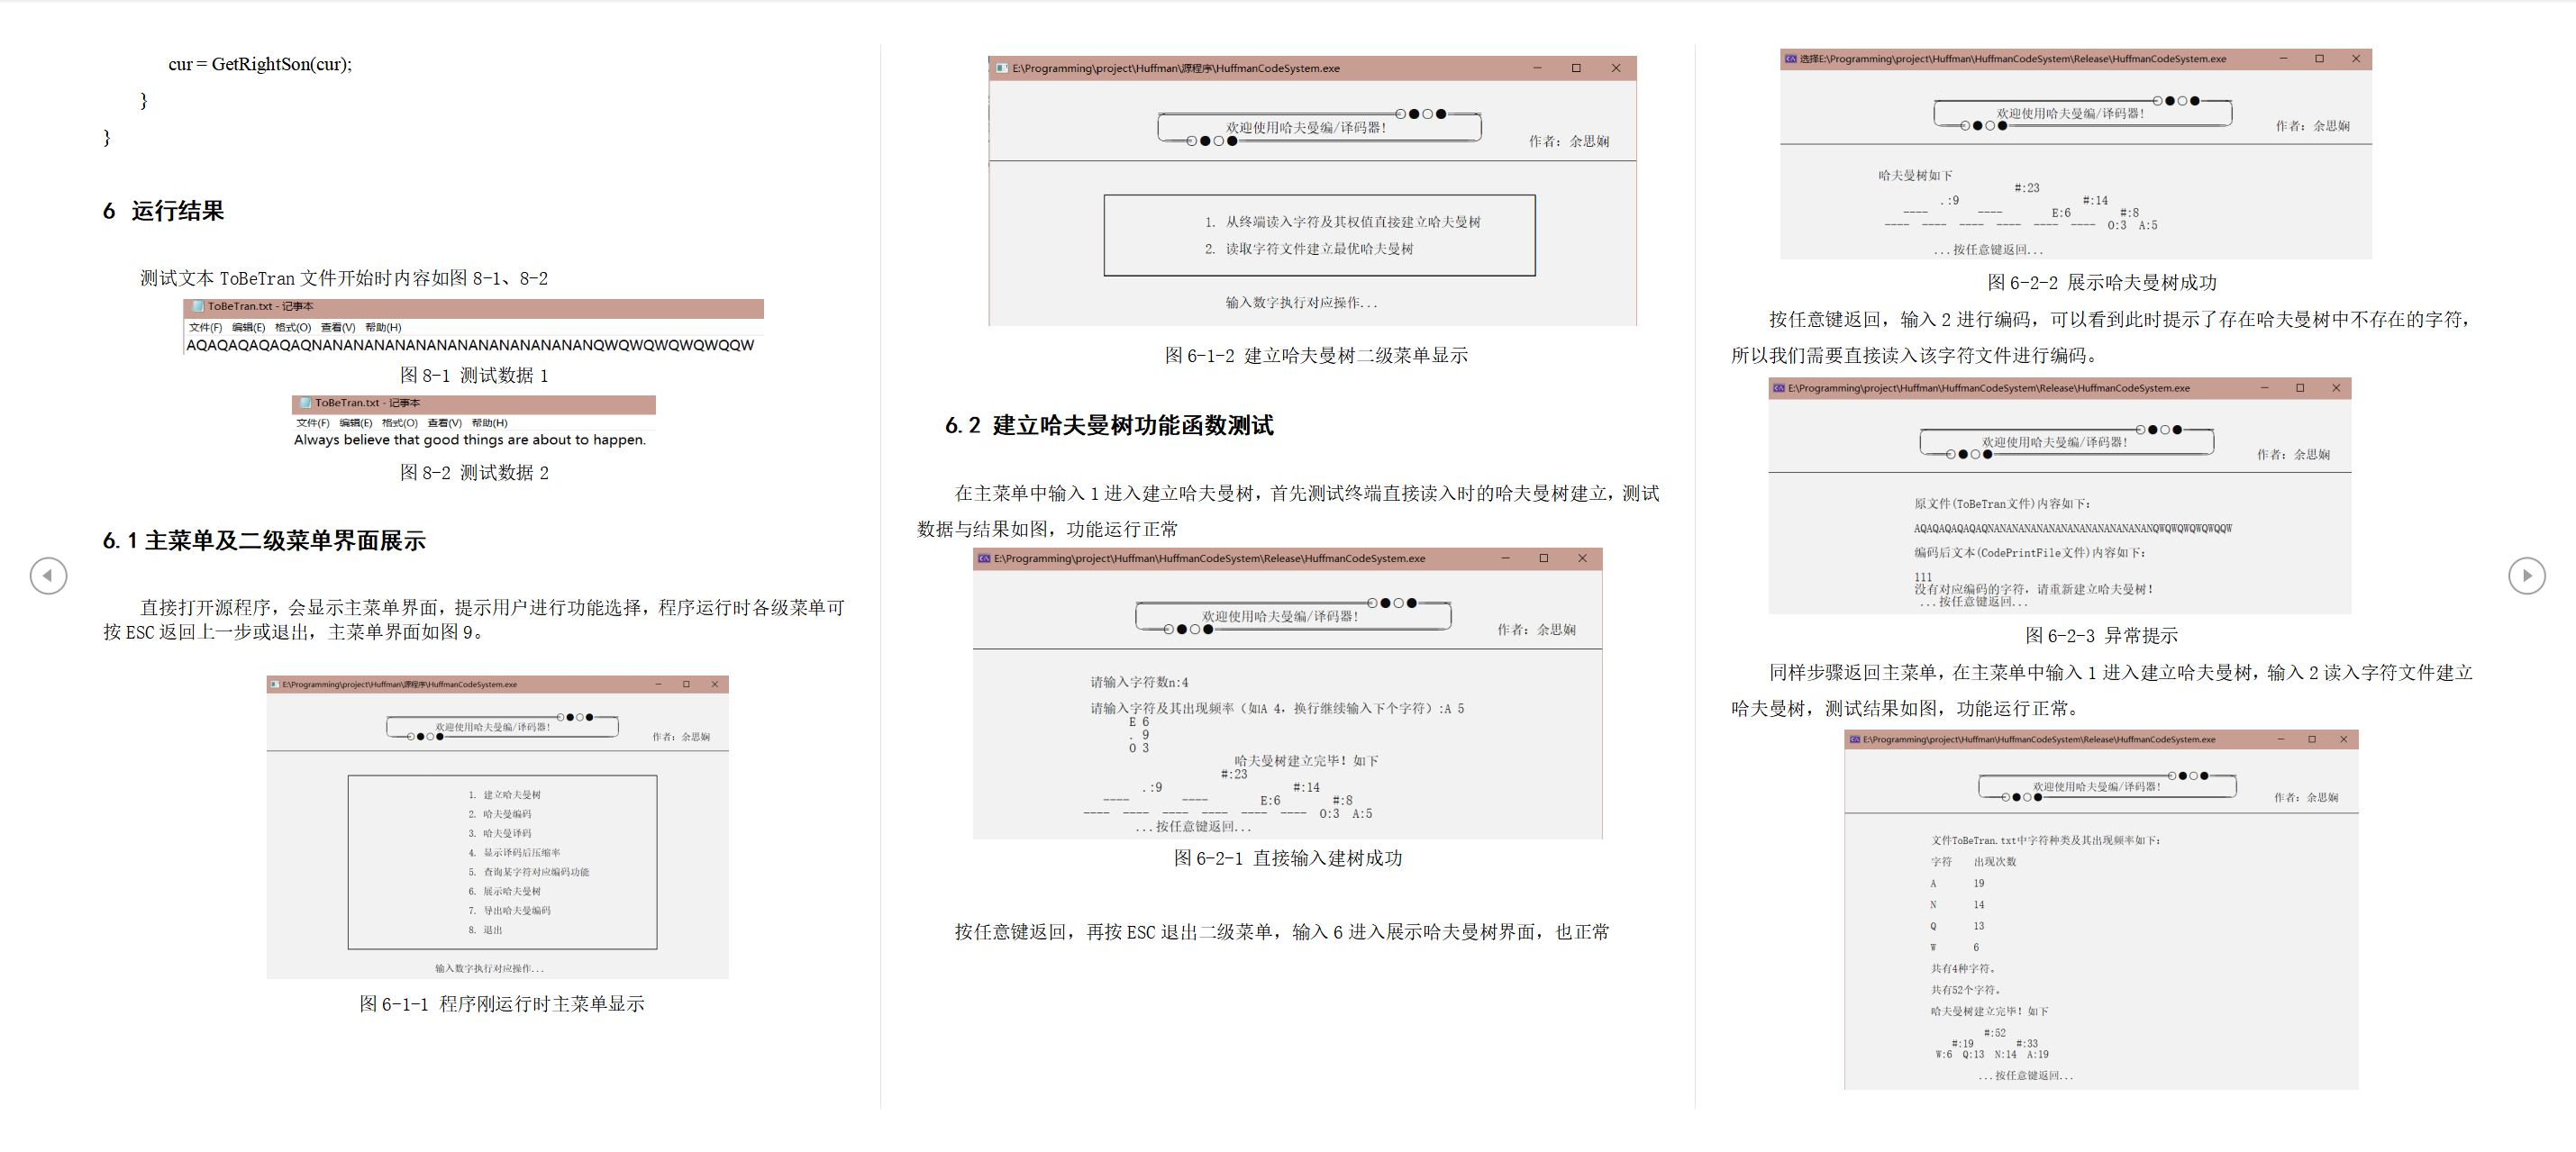 cur = GetRightSon(cur);
}
}
6 运行结果
测试文本 ToBeTran 文件开始时内容如图 8-1、8-2
ToBeTran.txt - 记事本
文件(F) 编辑(E) 格式(O) 查看(V) 帮助(H)
AQAQAQAQAQAQNANANANANANANANANANANANANANQWQWQWQWQWQQW
图 8-1 测试数据 1
ToBeTran.txt - 记事本
文件(F) 编辑(E) 格式(O) 查看(V) 帮助(H)
Always believe that good things are about to happen.
图 8-2 测试数据 2
6.1 主菜单及二级菜单界面展示
直接打开源程序，会显示主菜单界面，提示用户进行功能选择，程序运行时各级菜单可
按 ESC 返回上一步或退出，主菜单界面如图 9。
E:\Programming\project\Huffman\源程序\HuffmanCodeSystem.exe
欢迎使用哈夫曼编/译码器!
作者: 余思娴
1. 建立哈夫曼树
2. 哈夫曼编码
3. 哈夫曼译码
4. 显示译码后压缩率
5. 查询某字符对应编码功能
6. 展示哈夫曼树
7. 导出哈夫曼编码
8. 退出
输入数字执行对应操作...
图 6-1-1 程序刚运行时主菜单显示
E:\Programming\project\Huffman\源程序\HuffmanCodeSystem.exe
欢迎使用哈夫曼编/译码器!
作者: 余思娴
1. 从终端读入字符及其权值直接建立哈夫曼树
2. 读取字符文件建立最优哈夫曼树
输入数字执行对应操作...
图 6-1-2 建立哈夫曼树二级菜单显示
6.2 建立哈夫曼树功能函数测试
在主菜单中输入 1 进入建立哈夫曼树，首先测试终端直接读入时的哈夫曼树建立，测试
数据与结果如图，功能运行正常
E:\Programming\project\Huffman\HuffmanCodeSystem\Release\HuffmanCodeSystem.exe
欢迎使用哈夫曼编/译码器!
作者: 余思娴
请输入字符数n:4
请输入字符及其出现频率（如A 4, 换行继续输入下个字符）:A 5
E 6
. 9
O 3
哈夫曼树建立完毕! 如下
#:23
.:9 #:14
---- ---- E:6 #:8
---- ---- ---- ---- ---- ---- O:3 A:5
...按任意键返回...
图 6-2-1 直接输入建树成功
按任意键返回，再按 ESC 退出二级菜单，输入 6 进入展示哈夫曼树界面，也正常
选择E:\Programming\project\Huffman\HuffmanCodeSystem\Release\HuffmanCodeSystem.exe
欢迎使用哈夫曼编/译码器!
作者: 余思娴
哈夫曼树如下
#:23
.:9 #:14
---- ---- E:6 #:8
---- ---- ---- ---- ---- ---- O:3 A:5
...按任意键返回...
图 6-2-2 展示哈夫曼树成功
按任意键返回，输入 2 进行编码，可以看到此时提示了存在哈夫曼树中不存在的字符，
所以我们需要直接读入该字符文件进行编码。
E:\Programming\project\Huffman\HuffmanCodeSystem\Release\HuffmanCodeSystem.exe
欢迎使用哈夫曼编/译码器!
作者: 余思娴
原文件(ToBeTran文件)内容如下:
AQAQAQAQAQAQNANANANANANANANANANANANANANQWQWQWQWQWQQW
编码后文本(CodePrintFile文件)内容如下:
111
没有对应编码的字符，请重新建立哈夫曼树!
...按任意键返回...
图 6-2-3 异常提示
同样步骤返回主菜单，在主菜单中输入 1 进入建立哈夫曼树，输入 2 读入字符文件建立
哈夫曼树，测试结果如图，功能运行正常。
E:\Programming\project\Huffman\HuffmanCodeSystem\Release\HuffmanCodeSystem.exe
欢迎使用哈夫曼编/译码器!
作者: 余思娴
文件ToBeTran.txt中字符种类及其出现频率如下:
字符 出现次数
A 19
N 14
Q 13
W 6
共有4种字符。
共有52个字符。
哈夫曼树建立完毕! 如下
#:52
#:19 #:33
W:6 Q:13 N:14 A:19
...按任意键返回...